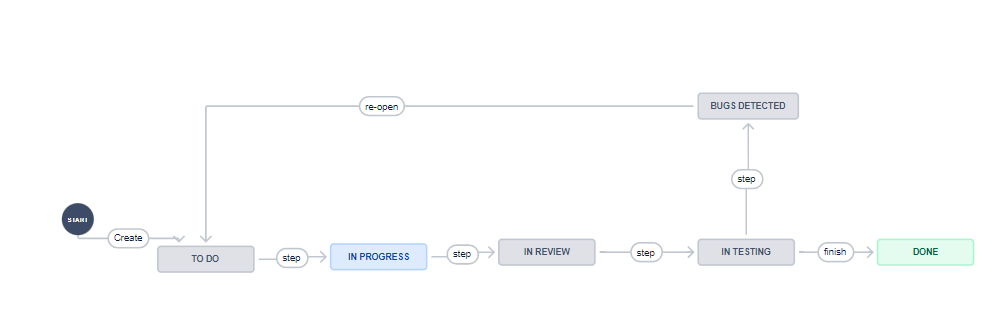 BUGS DETECTED
re-open
step
START
Create
TO DO
step
IN PROGRESS
step
IN REVIEW
step
IN TESTING
finish
DONE